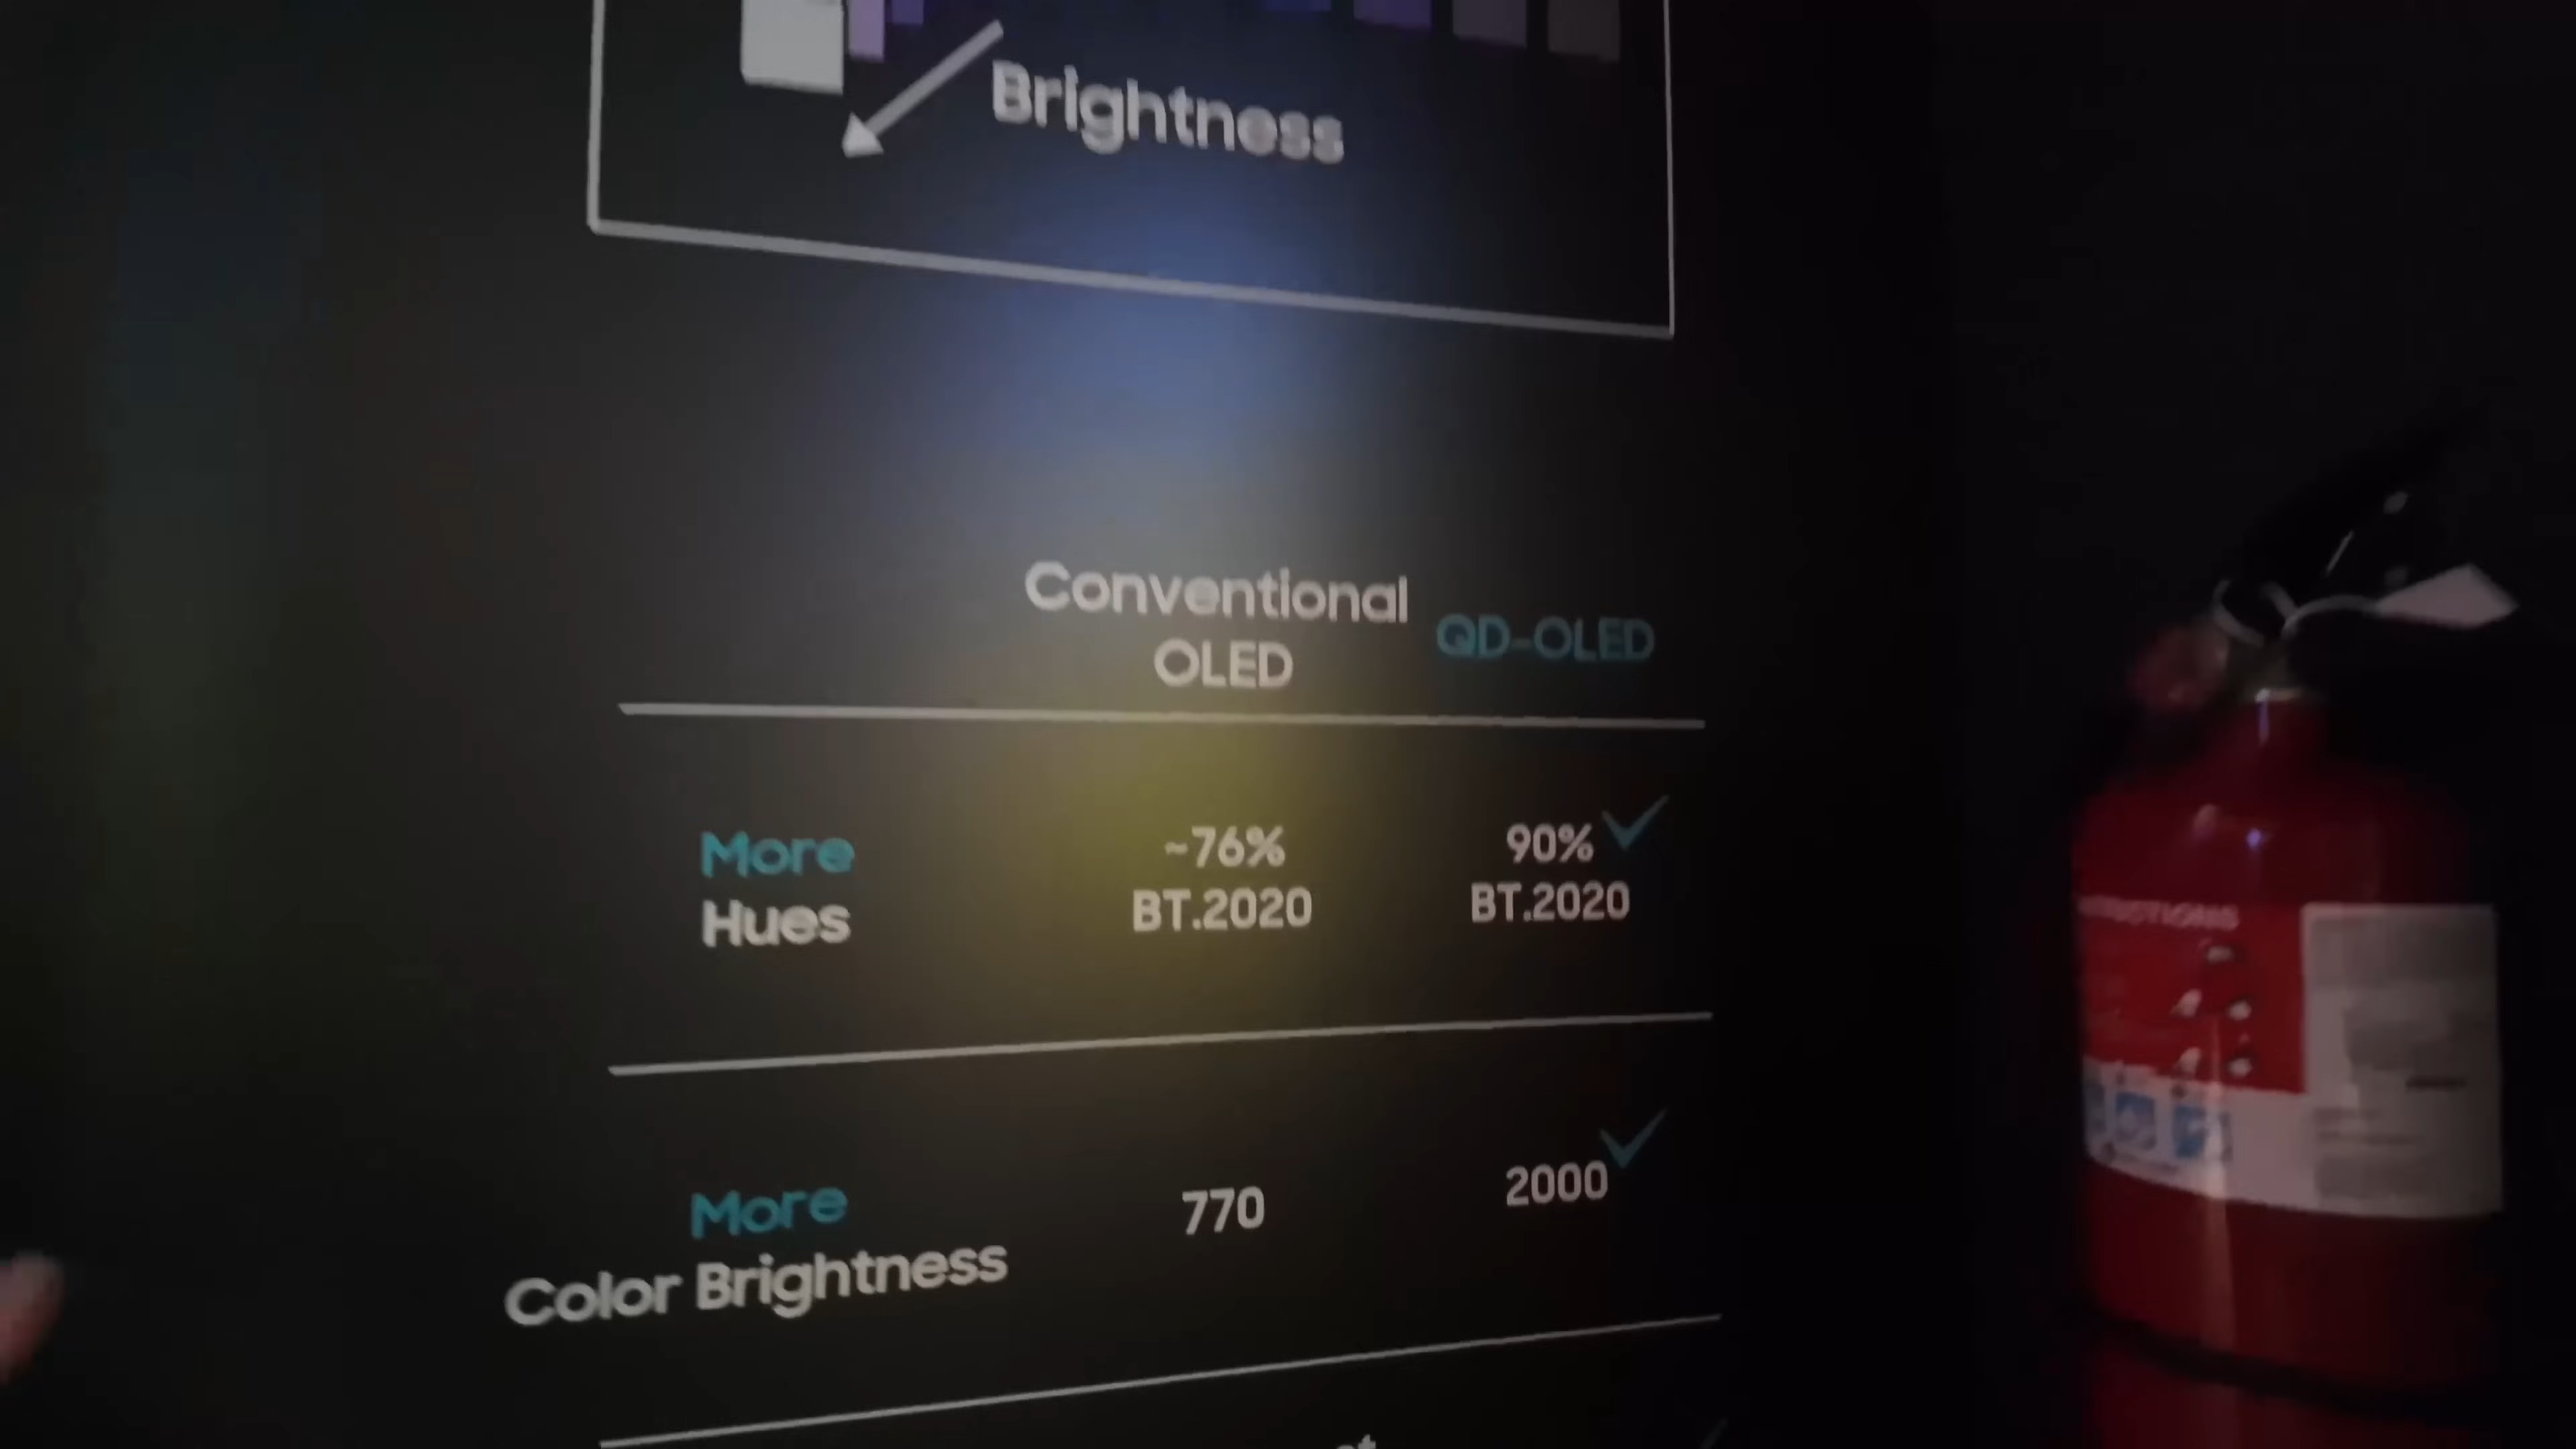 Brightness
Conventional
OLED
QD-OLED
More
Hues
~76%
BT.2020
90%
BT.2020
More
Color Brightness
770
2000